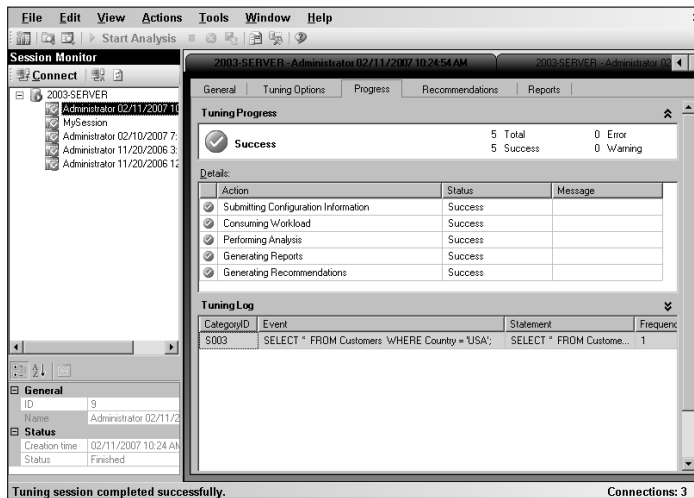 File Edit View Actions Tools Window Help
Start Analysis
Session Monitor
Connect
2003-SERVER
Administrator 02/11/2007 10
MySession
Administrator 02/10/2007 7:
Administrator 11/20/2006 3:
Administrator 11/20/2006 12
General
ID 9
Name Administrator 02/11/2
Status
Creation time 02/11/2007 10:24 AM
Status Finished
2003-SERVER - Administrator 02/11/2007 10:24:54 AM 2003-SERVER - Administrator 02
General Tuning Options Progress Recommendations Reports
Tuning Progress
Success 5 Total 0 Error
5 Success 0 Warning
Details:
Action Status Message
Submitting Configuration Information Success
Consuming Workload Success
Performing Analysis Success
Generating Reports Success
Generating Recommendations Success
Tuning Log
CategoryID Event Statement Frequenc
S003 SELECT * FROM Customers WHERE Country = 'USA'; SELECT * FROM Custome... 1
Tuning session completed successfully. Connections: 3